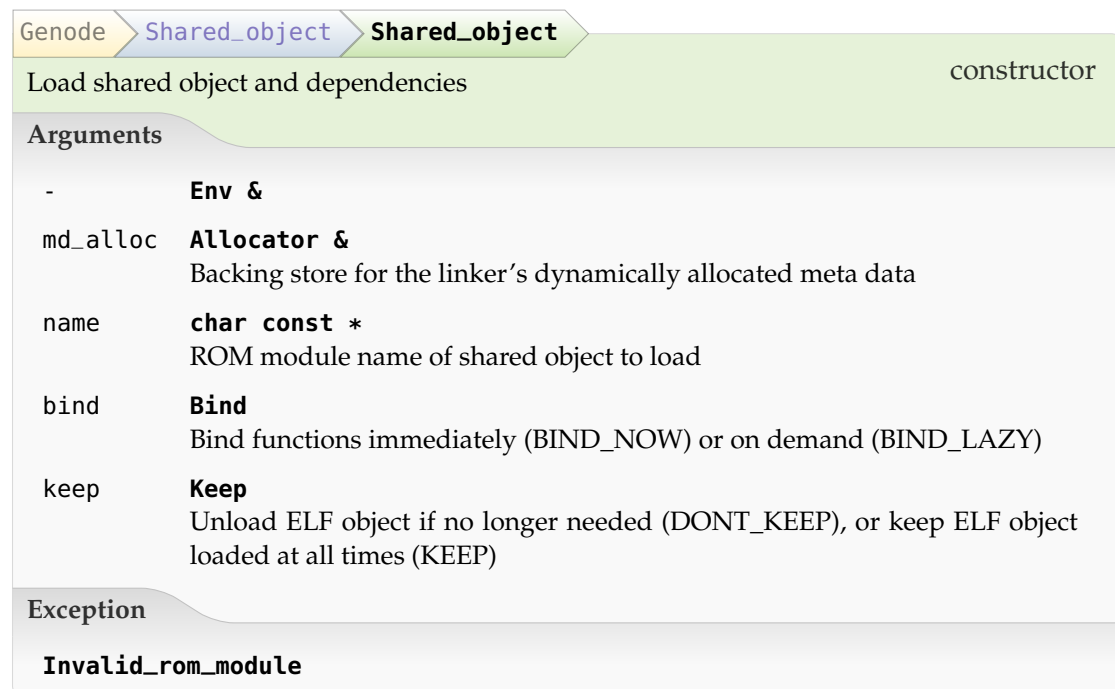 Genode Shared_object Shared_object
constructor
Load shared object and dependencies
Arguments
- Env &
md_alloc Allocator &
Backing store for the linker's dynamically allocated meta data
name char const *
ROM module name of shared object to load
bind Bind
Bind functions immediately (BIND_NOW) or on demand (BIND_LAZY)
keep Keep
Unload ELF object if no longer needed (DONT_KEEP), or keep ELF object
loaded at all times (KEEP)
Exception
Invalid_rom_module